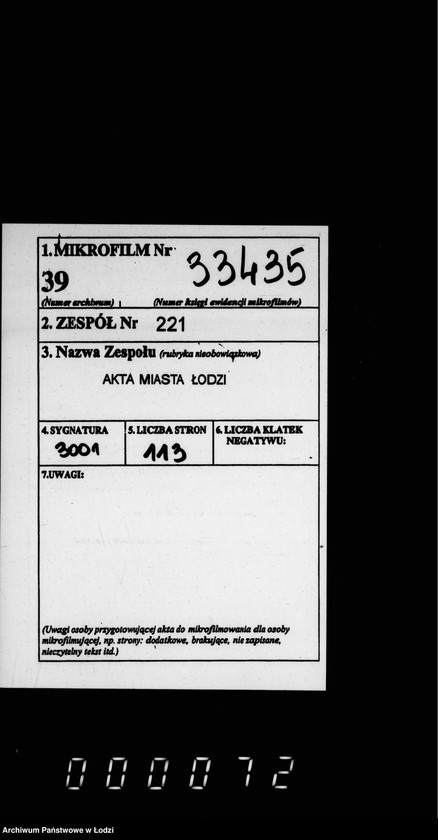 1. MIKROFILM Nr 33435
39
(Numer archiwum) (Numer księgi ewidencji mikrofilmów)
2. ZESPÓŁ Nr 221
3. Nazwa Zespołu (rubryka nieobowiązkowa)
AKTA MIASTA ŁODZI
4. SYGNATURA 5. LICZBA STRON 6. LICZBA KLATEK
NEGATYWU:
3001 113
7. UWAGI:
(Uwagi osoby przygotowującej akta do mikrofilmowania dla osoby
mikrofilmującej, np. strony: dodatkowe, brakujące, nie zapisane,
nieczytelny tekst itd.)
000072
Archiwum Państwowe w Łodzi